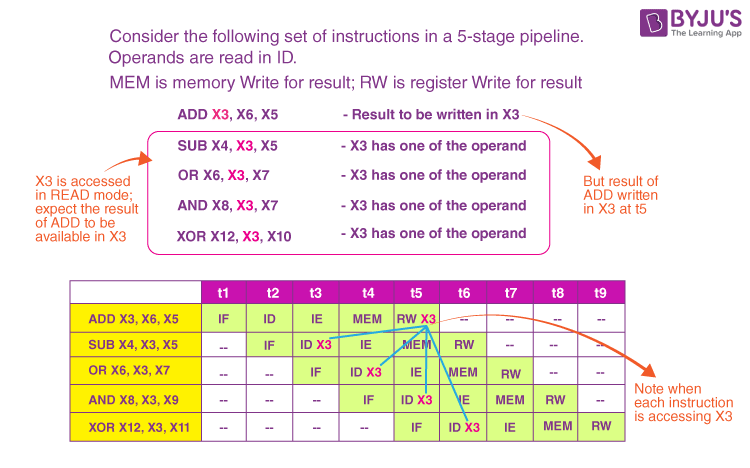 BYJU'S
The Learning App
Consider the following set of instructions in a 5-stage pipeline.
Operands are read in ID.
MEM is memory Write for result; RW is register Write for result
ADD X3, X6, X5 - Result to be written in X3
SUB X4, X3, X5 - X3 has one of the operand
OR X6, X3, X7 - X3 has one of the operand
AND X8, X3, X7 - X3 has one of the operand
XOR X12, X3, X10 - X3 has one of the operand
X3 is accessed
in READ mode;
expect the result
of ADD to be
available in X3
But result of
ADD written
in X3 at t5
t1 t2 t3 t4 t5 t6 t7 t8 t9
ADD X3, X6, X5 IF ID IE MEM RW X3 -- -- -- --
SUB X4, X3, X5 -- IF ID X3 IE MEM RW -- -- --
OR X6, X3, X7 -- -- IF ID X3 IE MEM RW -- --
AND X8, X3, X9 -- -- -- IF ID X3 IE MEM RW --
XOR X12, X3, X11 -- -- -- -- IF ID X3 IE MEM RW
Note when
each instruction
is accessing X3